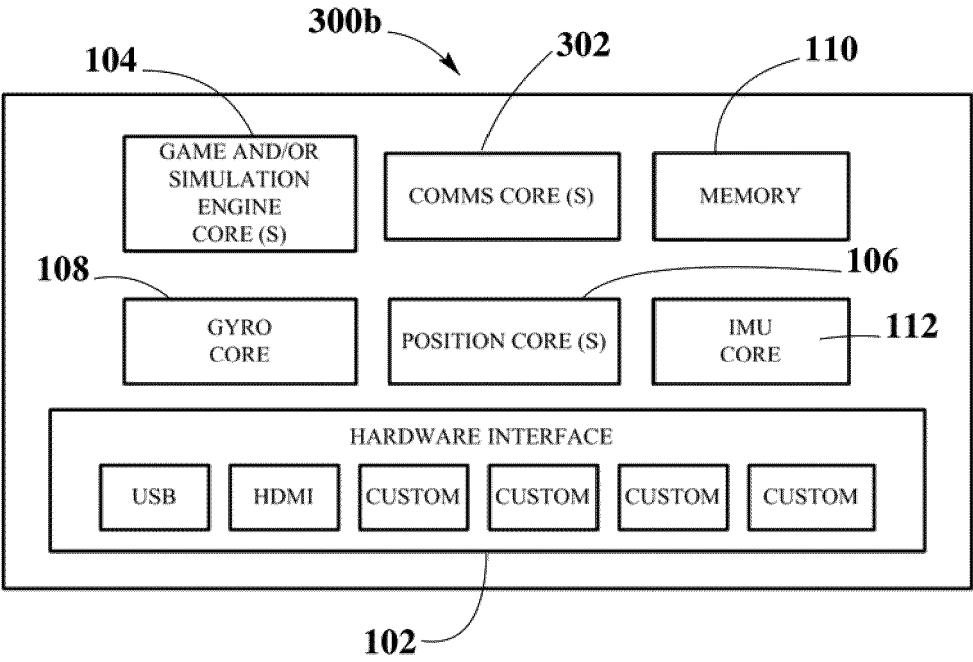 300b
104
302
110
GAME AND/OR
SIMULATION
ENGINE
CORE (S)
COMMS CORE (S)
MEMORY
108
106
GYRO
CORE
POSITION CORE (S)
IMU
CORE
112
HARDWARE INTERFACE
USB
HDMI
CUSTOM
CUSTOM
CUSTOM
CUSTOM
102